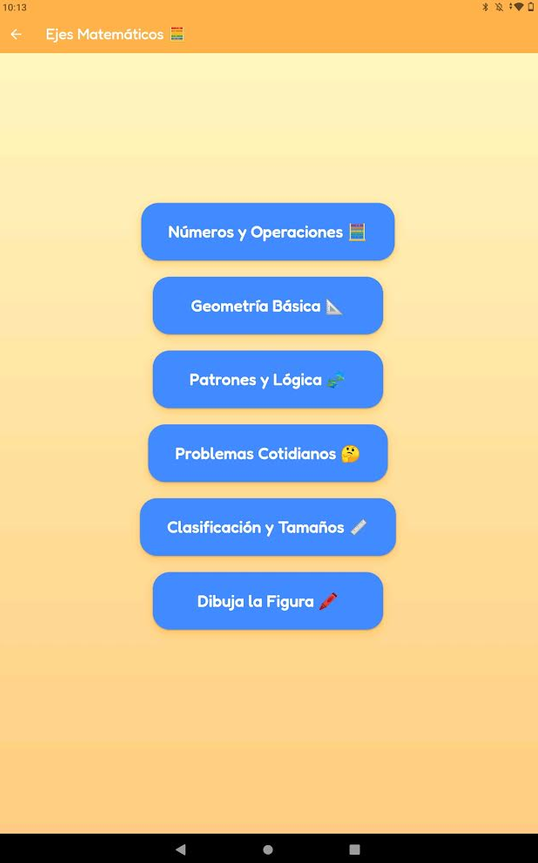 10:13
Ejes Matemáticos 🧮
Números y Operaciones 🧮
Geometría Básica 📐
Patrones y Lógica 🧬
Problemas Cotidianos 🤔
Clasificación y Tamaños 📏
Dibuja la Figura 🖍️